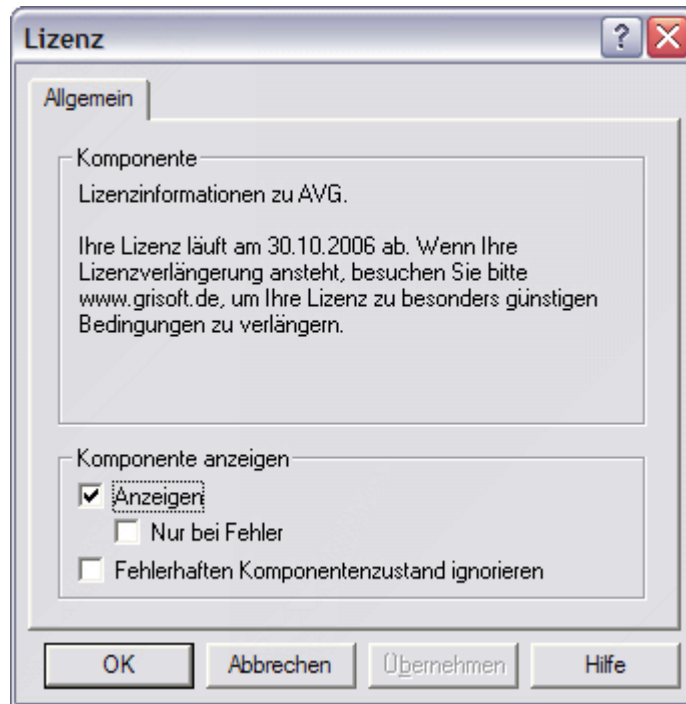 Lizenz
Allgemein
Komponente
Lizenzinformationen zu AVG.
Ihre Lizenz läuft am 30.10.2006 ab. Wenn Ihre
Lizenzverlängerung ansteht, besuchen Sie bitte
www.grisoft.de, um Ihre Lizenz zu besonders günstigen
Bedingungen zu verlängern.
Komponente anzeigen
Anzeigen
Nur bei Fehler
Fehlerhaften Komponentenzustand ignorieren
OK Abbrechen Übernehmen Hilfe